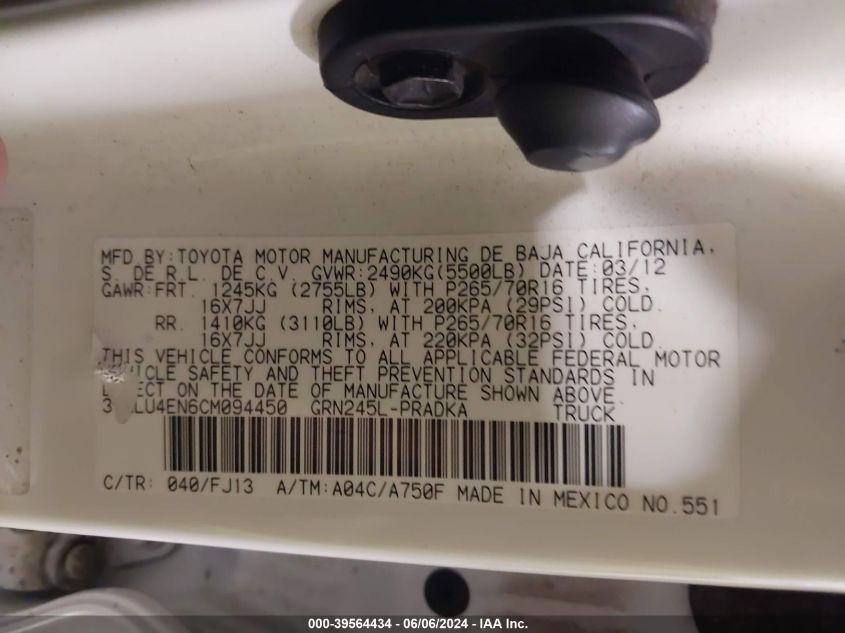 MFD BY:TOYOTA MOTOR MANUFACTURING DE BAJA CALIFORNIA,
S. DE R.L. DE C.V. GVWR:2490KG(5500LB) DATE:03/12
GAWR:FRT. 1245KG (2755LB) WITH P265/70R16 TIRES,
16X7JJ RIMS, AT 200KPA (29PSI) COLD.
RR. 1410KG (3110LB) WITH P265/70R16 TIRES,
16X7JJ RIMS, AT 220KPA (32PSI) COLD.
THIS VEHICLE CONFORMS TO ALL APPLICABLE FEDERAL MOTOR
SAFETY AND THEFT PREVENTION STANDARDS IN
ON THE DATE OF MANUFACTURE SHOWN ABOVE.
LU4EN6CM094450 GRN245L-PRADKA TRUCK
C/TR: 040/FJ13 A/TM:A04C/A750F MADE IN MEXICO NO.551
000-39564434 - 06/06/2024 - IAA Inc.